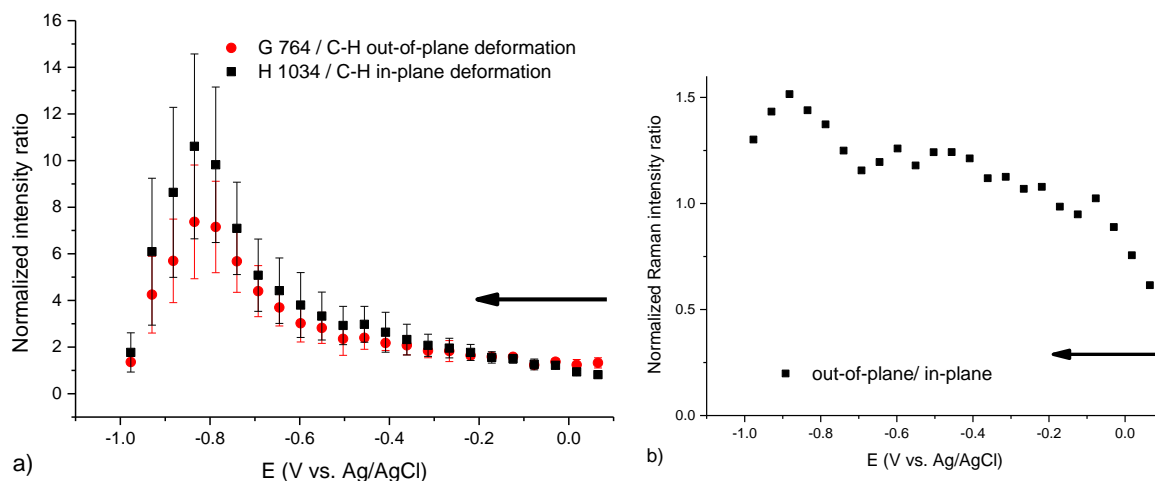 16
14
12
10
8
6
4
2
0
Normalized intensity ratio
G 764 / C-H out-of-plane deformation
H 1034 / C-H in-plane deformation
-1.0 -0.8 -0.6 -0.4 -0.2 0.0
E (V vs. Ag/AgCl)
a)
1.5
1.0
0.5
0.0
Normalized Raman intensity ratio
out-of-plane/ in-plane
-1.0 -0.8 -0.6 -0.4 -0.2 0.0
E (V vs. Ag/AgCl)
b)